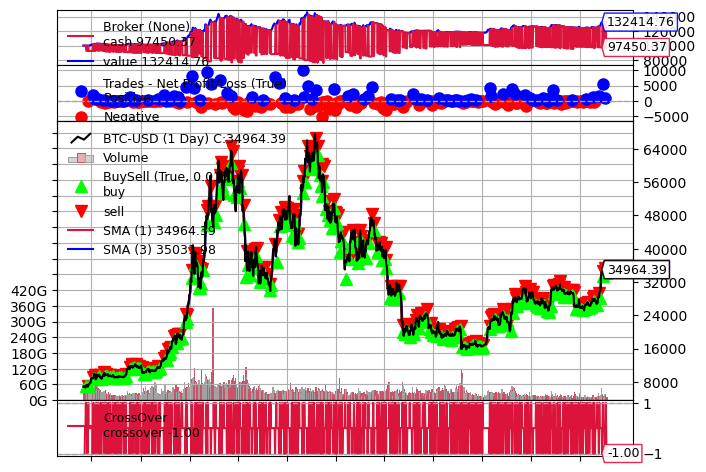 Broker (None)
cash 97450.37
value 132414.76
132414.76
120000
97450.37
80000
Trades - Net Profit/Loss (True)
Positive
Negative
10000
5000
0
−5000
BTC-USD (1 Day) C:34964.39
Volume
BuySell (True, 0.0
buy
sell
SMA (1) 34964.39
SMA (3) 35039.98
64000
56000
48000
40000
34964.39
32000
24000
16000
8000
420G
360G
300G
240G
180G
120G
60G
0G
CrossOver
crossover -1.00
1
-1.00
−1